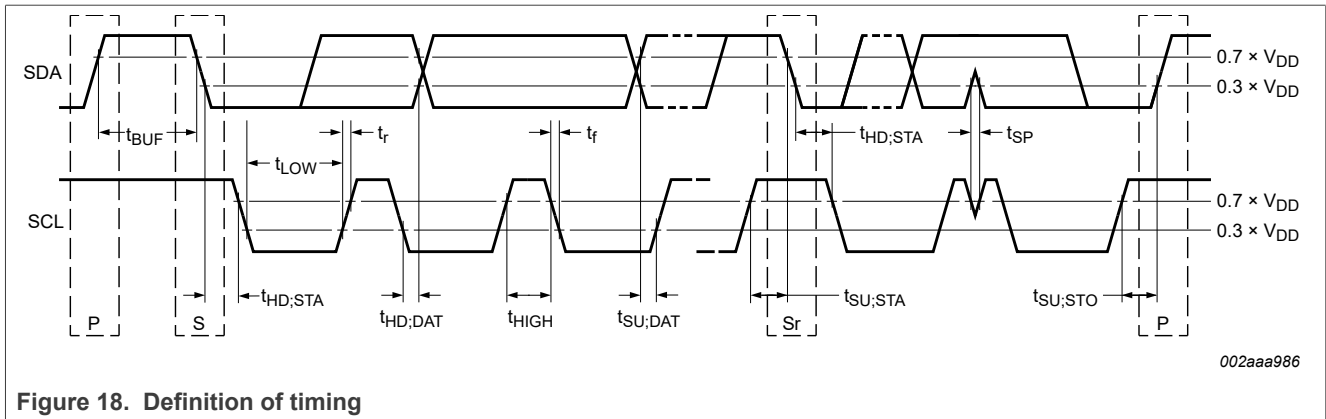 SDA
0.7 × VDD
0.3 × VDD
tBUF
tLOW
tr
tf
tHD;STA
tSP
SCL
0.7 × VDD
0.3 × VDD
tHD;STA
tHD;DAT
tHIGH
tSU;DAT
tSU;STA
tSU;STO
P
S
Sr
P
002aaa986
Figure 18. Definition of timing